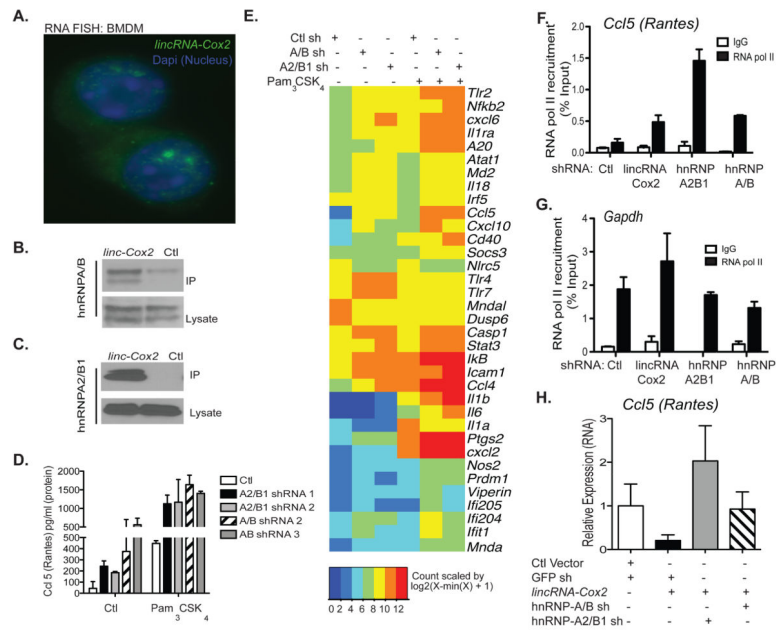 A.
RNA FISH: BMDM
lincRNA-Cox2
Dapi (Nucleus)
B.
linc-Cox2 Ctl
hnRNPA/B
IP
Lysate
C.
linc-Cox2 Ctl
hnRNPA2/B1
IP
Lysate
D.
Ccl 5 (Rantes) pg/ml (protein)
2000
1500
1000
500
400
300
200
100
0
Ctl
Pam3CSK4
Ctl
A2/B1 shRNA 1
A2/B1 shRNA 2
A/B shRNA 2
AB shRNA 3
E.
Ctl sh + - - + - -
A/B sh - + - - + -
A2/B1 sh - - + - - +
Pam3CSK4 - - - + + +
Tlr2
Nfkb2
cxcl6
Il1ra
A20
Atat1
Md2
Il18
Irf5
Ccl5
Cxcl10
Cd40
Socs3
Nlrc5
Tlr4
Tlr7
Mndal
Dusp6
Casp1
Stat3
IkB
Icam1
Ccl4
Il1b
Il6
Il1a
Ptgs2
cxcl2
Nos2
Prdm1
Viperin
Ifi205
Ifi204
Ifit1
Mnda
Count scaled by
log2(X-min(X) + 1)
0 2 4 6 8 10 12
F.
Ccl5 (Rantes)
RNA pol II recruitment
(% Input)
2.0
1.5
1.0
0.5
0.0
IgG
RNA pol II
shRNA: Ctl lincRNA Cox2 hnRNP A2B1 hnRNP A/B
G.
Gapdh
RNA pol II recruitment
(% Input)
4
3
2
1
0
IgG
RNA pol II
shRNA: Ctl lincRNA Cox2 hnRNP A2B1 hnRNP A/B
H.
Ccl5 (Rantes)
Relative Expression (RNA)
4
3
2
1
0
Ctl Vector + - - -
GFP sh + + - -
lincRNA-Cox2 - + + +
hnRNP-A/B sh - - - +
hnRNP-A2/B1 sh - - + -